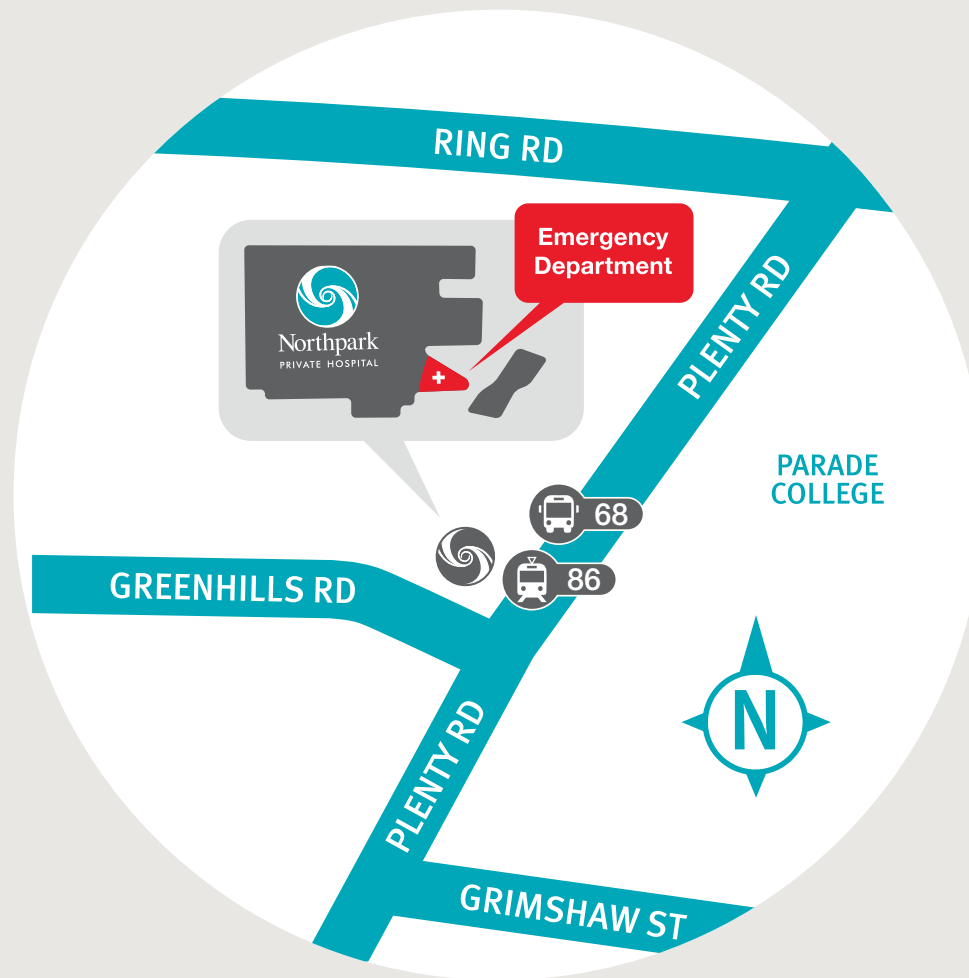 RING RD
Emergency
Department
Northpark
PRIVATE HOSPITAL
PLENTY RD
PARADE
COLLEGE
68
86
GREENHILLS RD
N
PLENTY RD
GRIMSHAW ST